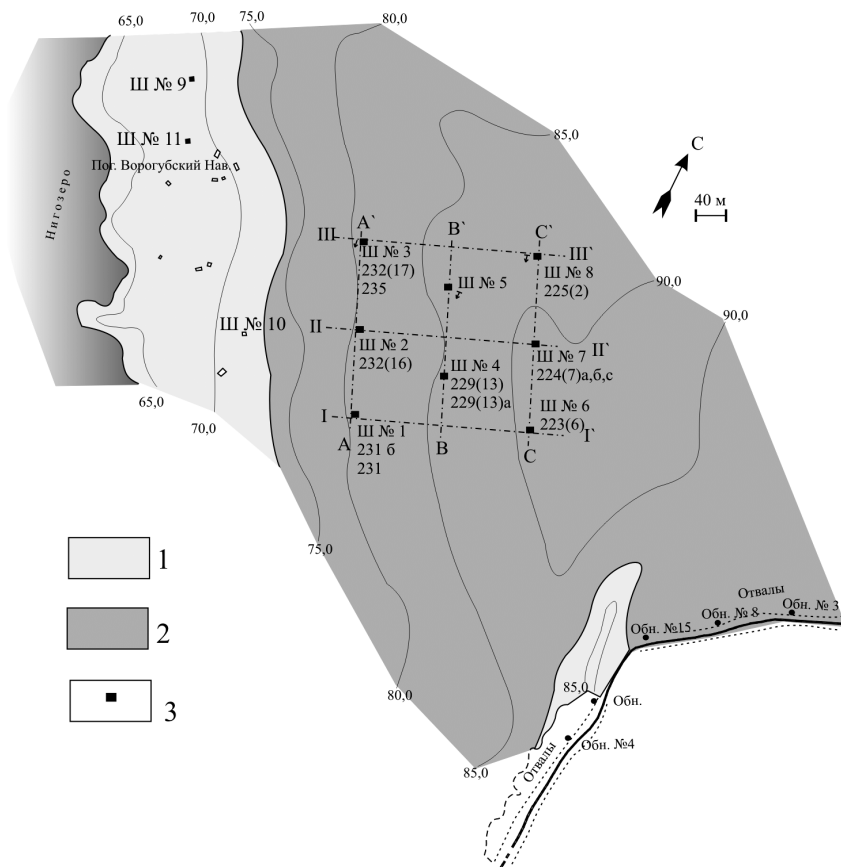 65,0
70,0
75,0
80,0
Ш № 9
Ш № 11
Пог. Ворогубский Нав.
85,0
С
40 м
Нигозеро
III
A`
B`
C`
III`
Ш № 3
232(17)
235
Ш № 5
Ш № 8
225(2)
90,0
90,0
Ш № 10
II
II`
Ш № 2
232(16)
Ш № 4
229(13)
229(13)а
Ш № 7
224(7)а,б,с
65,0
70,0
I
I`
A
B
C
Ш № 1
231 б
231
Ш № 6
223(6)
75,0
1
2
3
Отвалы
Обн. №15
Обн. № 8
Обн. № 3
80,0
85,0
Обн.
Обн. №4
Отвалы
85,0